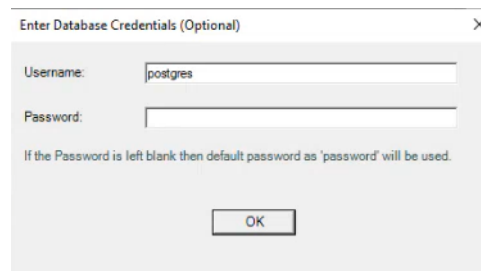 Enter Database Credentials (Optional)
Username: postgres
Password:
If the Password is left blank then default password as 'password' will be used.
OK